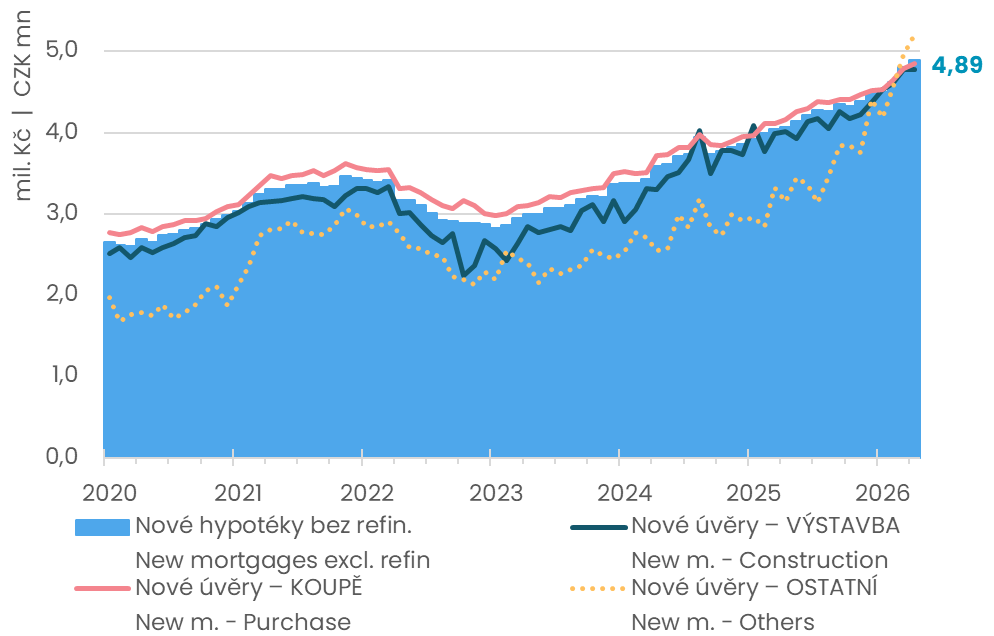 mil. Kč | CZK mn
5,0
4,0
3,0
2,0
1,0
0,0
4,89
2020 2021 2022 2023 2024 2025 2026
Nové hypotéky bez refin.
New mortgages excl. refin
Nové úvěry – VÝSTAVBA
New m. - Construction
Nové úvěry – KOUPĚ
New m. - Purchase
Nové úvěry – OSTATNÍ
New m. - Others